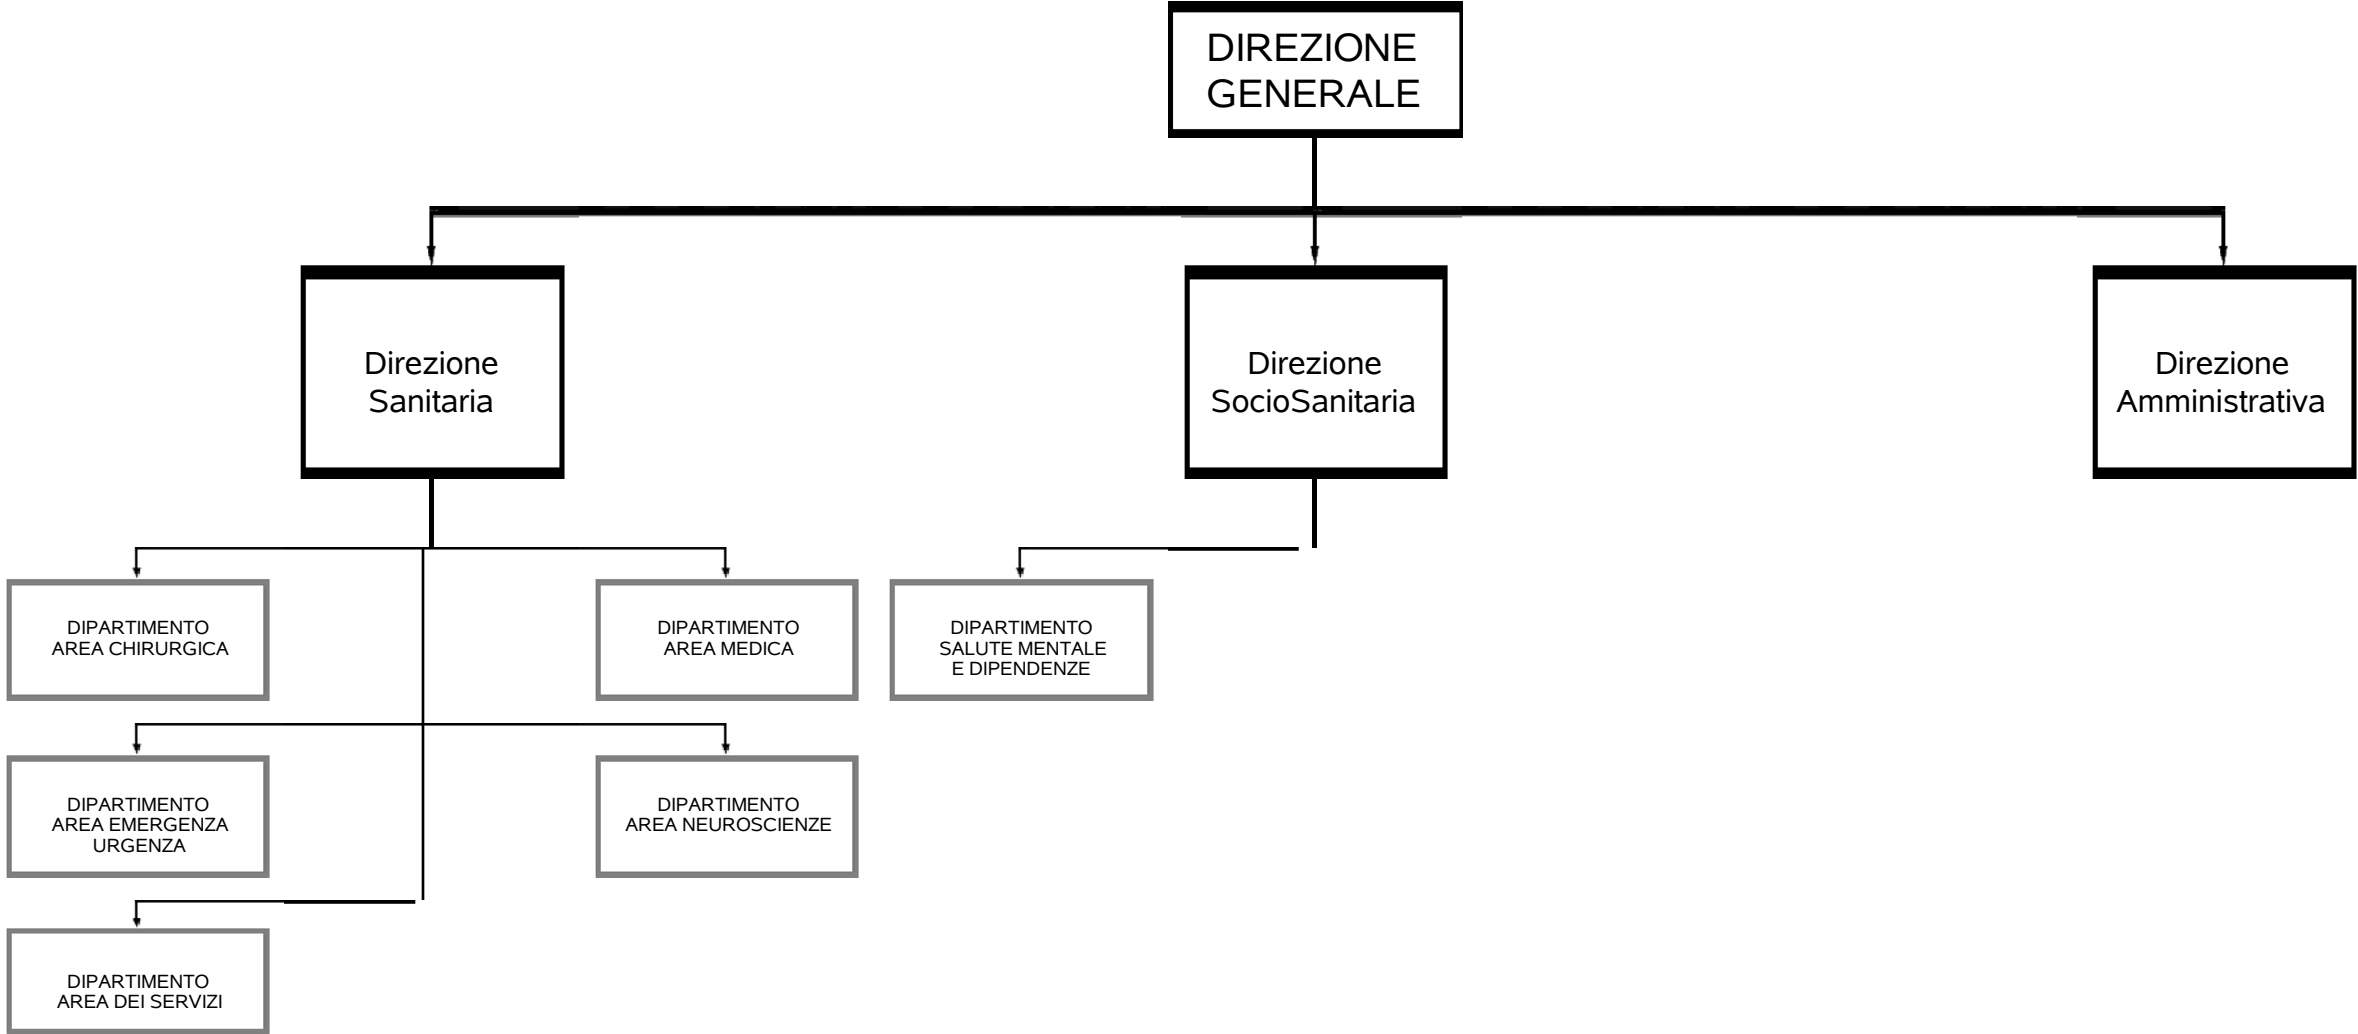 DIREZIONE
GENERALE
Direzione
Sanitaria
Direzione
SocioSanitaria
Direzione
Amministrativa
DIPARTIMENTO
AREA CHIRURGICA
DIPARTIMENTO
AREA MEDICA
DIPARTIMENTO
SALUTE MENTALE
E DIPENDENZE
DIPARTIMENTO
AREA EMERGENZA
URGENZA
DIPARTIMENTO
AREA NEUROSCIENZE
DIPARTIMENTO
AREA DEI SERVIZI